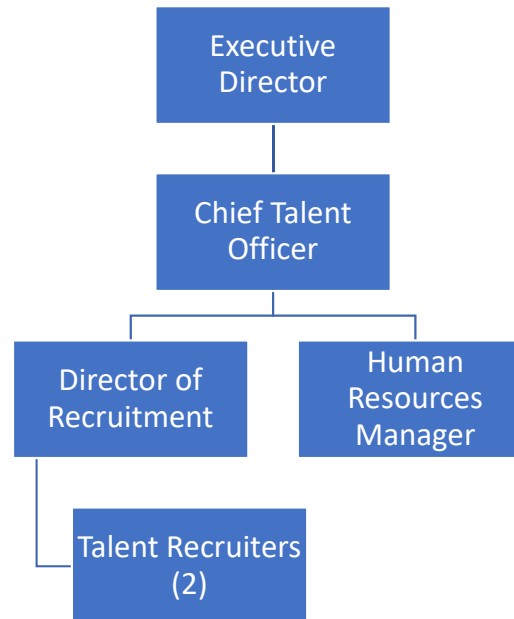 Executive
Director
Chief Talent
Officer
Director of
Recruitment
Human
Resources
Manager
Talent Recruiters
(2)